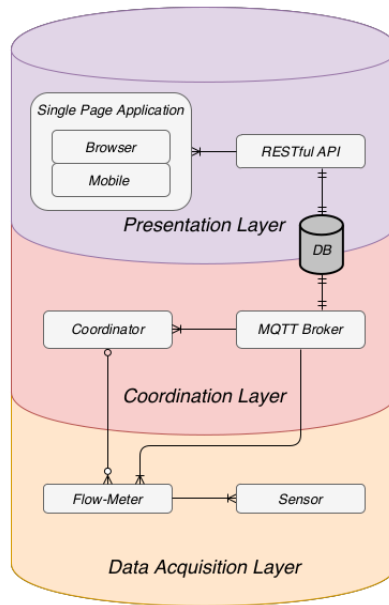 Single Page Application
Browser
RESTful API
Mobile
Presentation Layer
DB
Coordinator
MQTT Broker
Coordination Layer
Flow-Meter
Sensor
Data Acquisition Layer